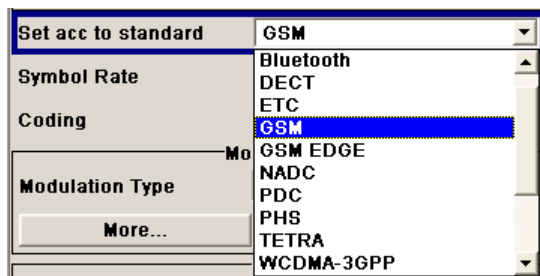 Set acc to standard GSM
Bluetooth
Symbol Rate
DECT
ETC
Coding
GSM
GSM EDGE
Mo
NADC
Modulation Type
PDC
PHS
More...
TETRA
WCDMA-3GPP